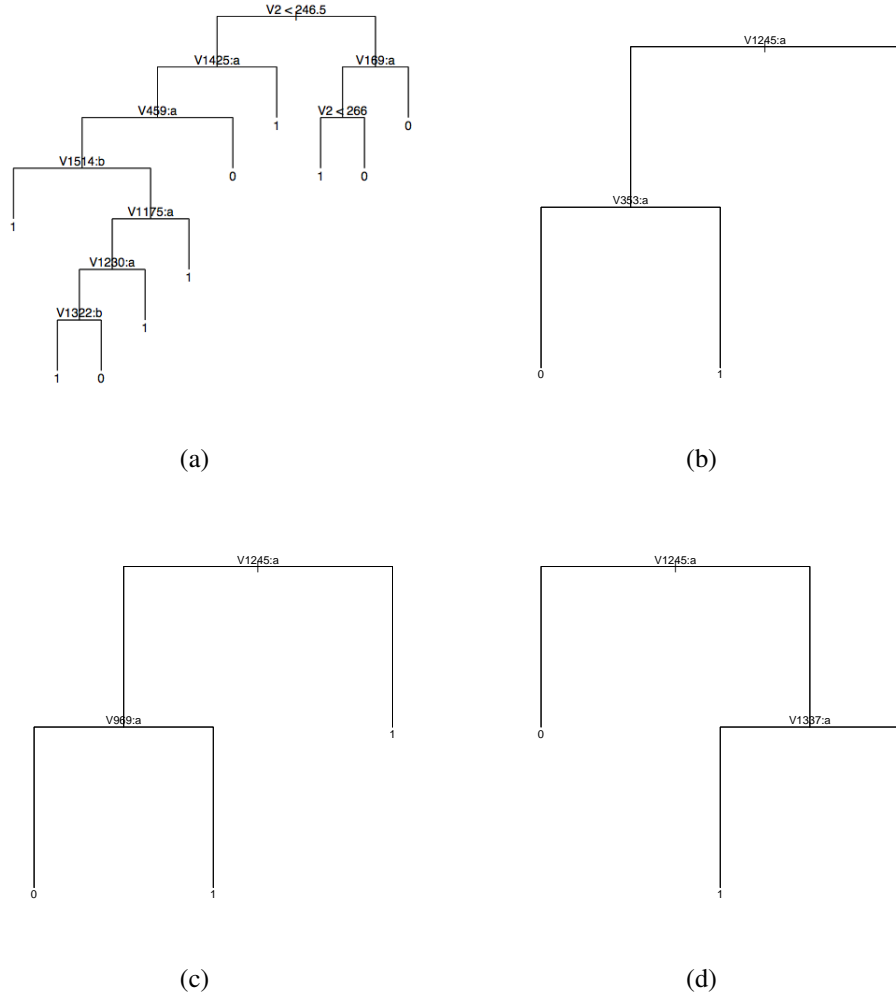 V2 < 246.5
V1425:a
V169:a
V459:a
1
V2 < 266
0
V1514:b
0
1
0
1
V1175:a
V1230:a
1
V1322:b
1
1
0
(a)
V1245:a
V353:a
0
1
(b)
V1245:a
V969:a
1
0
1
(c)
V1245:a
0
V1337:a
1
(d)